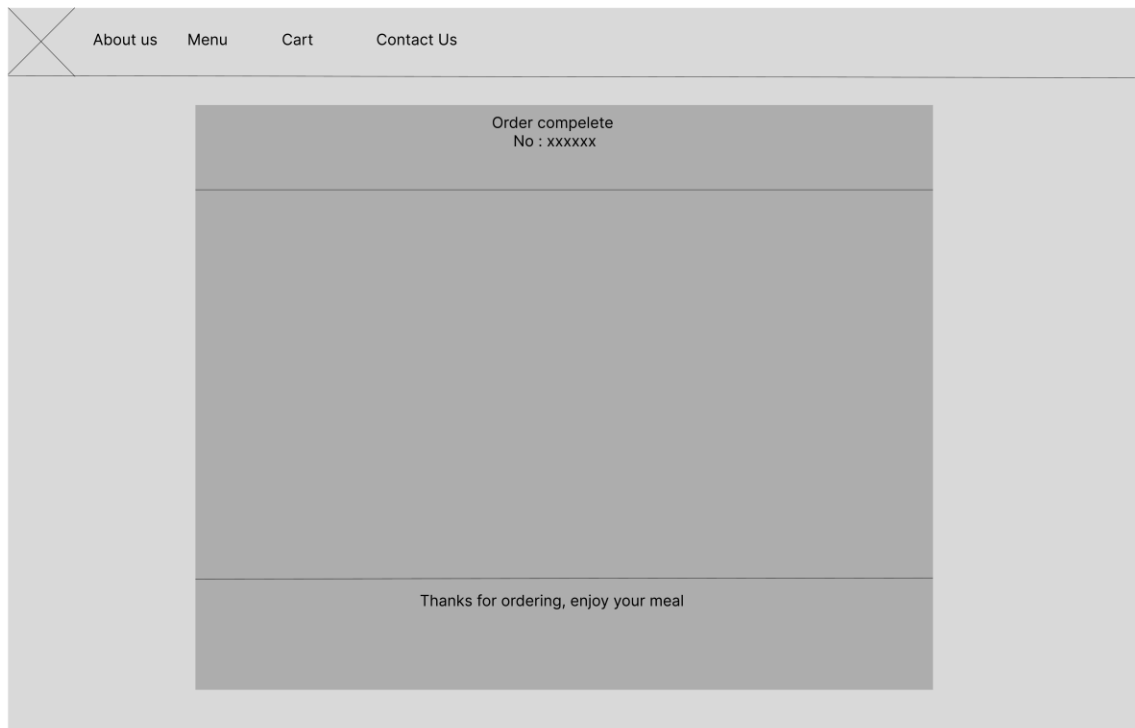 About us Menu Cart Contact Us
Order compelete
No : xxxxxx
Thanks for ordering, enjoy your meal